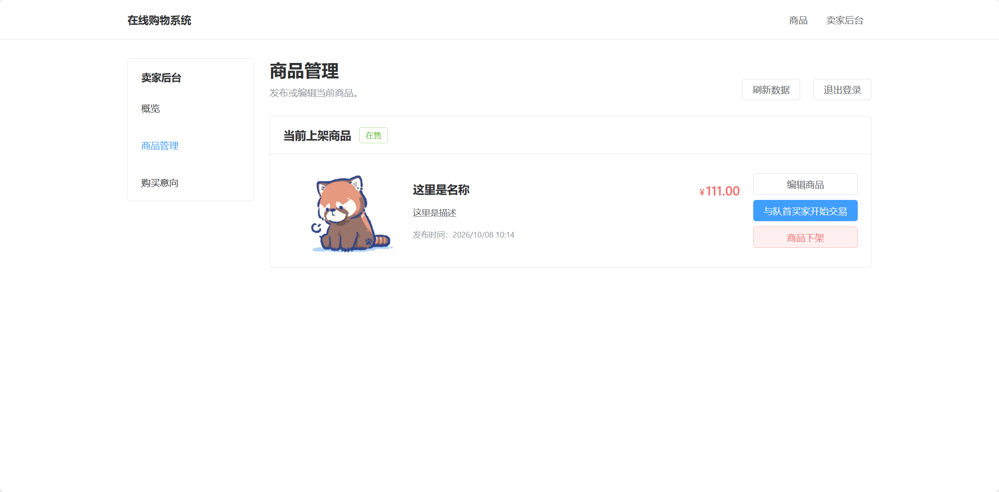 在线购物系统
商品
卖家后台
卖家后台
概览
商品管理
购买意向
商品管理
发布或编辑当前商品。
刷新数据
退出登录
当前上架商品
在售
这里是名称
这里是描述
发布时间：2026/10/08 10:14
¥111.00
编辑商品
与队首买家开始交易
商品下架